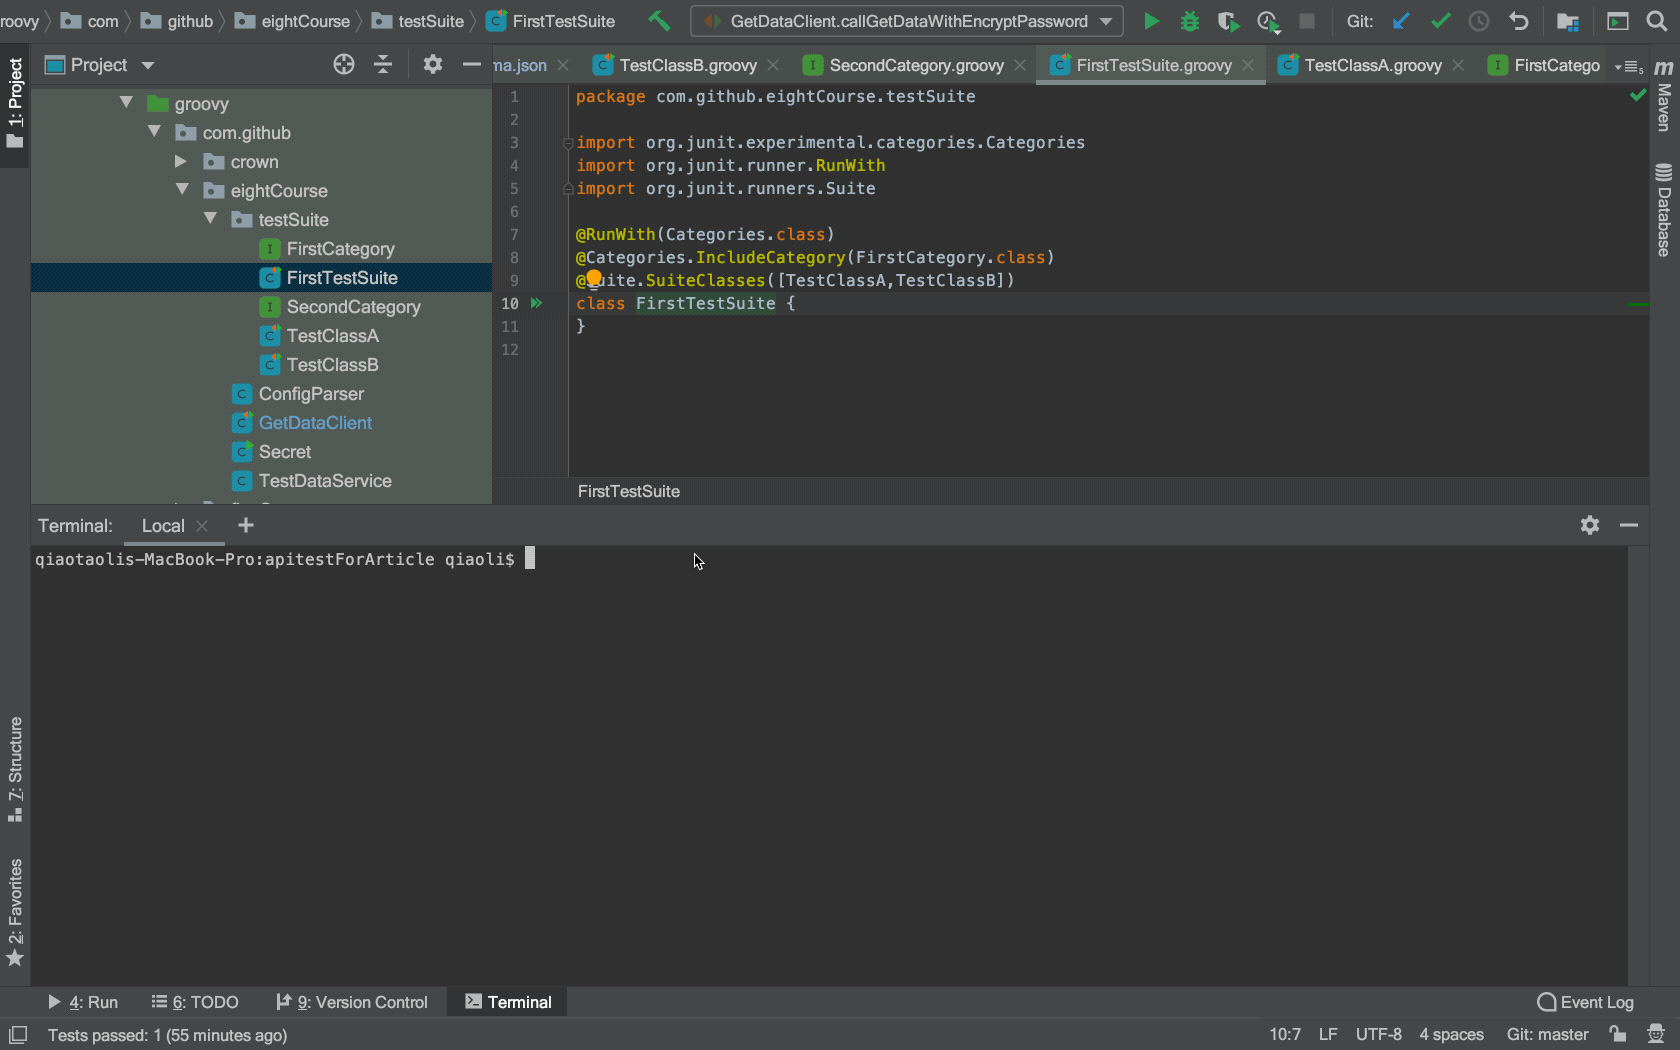 roovy com github eightCourse testSuite FirstTestSuite GetDataClient.callGetDataWithEncryptPassword Git:
1: Project
Project
groovy
com.github
crown
eightCourse
testSuite
FirstCategory
FirstTestSuite
SecondCategory
TestClassA
TestClassB
ConfigParser
GetDataClient
Secret
TestDataService
ma.json TestClassB.groovy SecondCategory.groovy FirstTestSuite.groovy TestClassA.groovy FirstCatego
1 package com.github.eightCourse.testSuite
2
3 import org.junit.experimental.categories.Categories
4 import org.junit.runner.RunWith
5 import org.junit.runners.Suite
6
7 @RunWith(Categories.class)
8 @Categories.IncludeCategory(FirstCategory.class)
9 @Suite.SuiteClasses([TestClassA,TestClassB])
10 class FirstTestSuite {
11 }
12
FirstTestSuite
m Maven
Database
Terminal: Local
qiaotaolis-MacBook-Pro:apitestForArticle qiaoli$
7: Structure
2: Favorites
4: Run 6: TODO 9: Version Control Terminal Event Log
Tests passed: 1 (55 minutes ago) 10:7 LF UTF-8 4 spaces Git: master